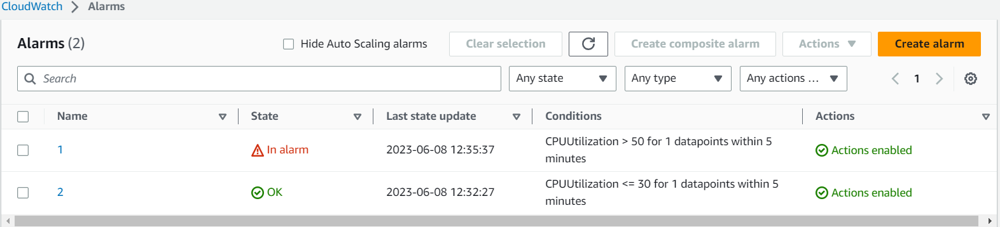 CloudWatch > Alarms
Alarms (2) Hide Auto Scaling alarms Clear selection Create composite alarm Actions Create alarm
Search Any state Any type Any actions ... 1
Name State Last state update Conditions Actions
1 In alarm 2023-06-08 12:35:37 CPUUtilization > 50 for 1 datapoints within 5
minutes Actions enabled
2 OK 2023-06-08 12:32:27 CPUUtilization <= 30 for 1 datapoints within 5
minutes Actions enabled